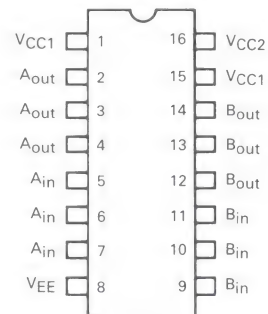 VCC1 1 16 VCC2
Aout 2 15 VCC1
Aout 3 14 Bout
Aout 4 13 Bout
Ain 5 12 Bout
Ain 6 11 Bin
Ain 7 10 Bin
VEE 8 9 Bin